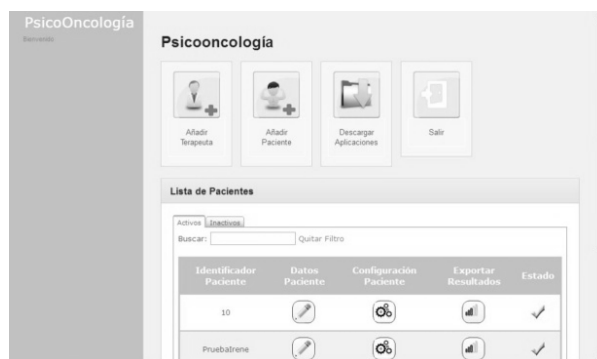 PsicoOncología
Bienvenido
Psicooncología
Añadir
Terapeuta
Añadir
Paciente
Descargar
Aplicaciones
Salir
Lista de Pacientes
Activos Inactivos
Buscar: Quitar Filtro
Identificador
Paciente
Datos
Paciente
Configuración
Paciente
Exportar
Resultados
Estado
10
PruebaIrene